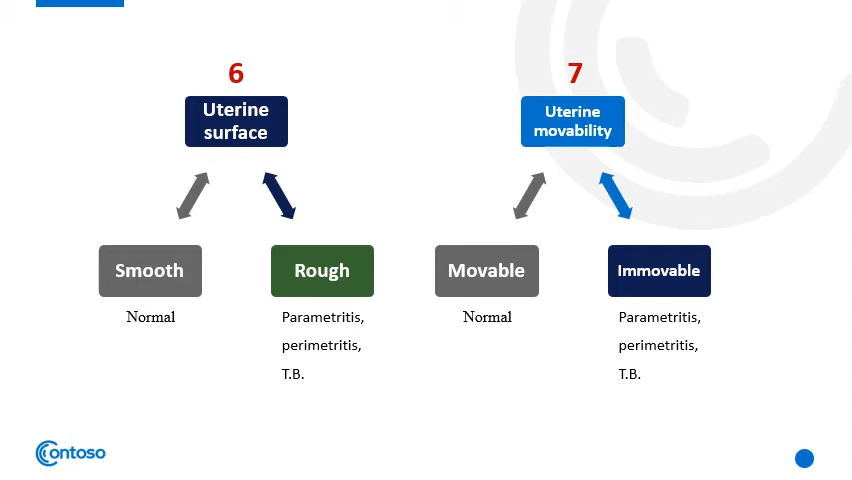 6
Uterine
surface
Smooth
Normal
Rough
Parametritis,
perimetritis,
T.B.
7
Uterine
movability
Movable
Normal
Immovable
Parametritis,
perimetritis,
T.B.
Contoso